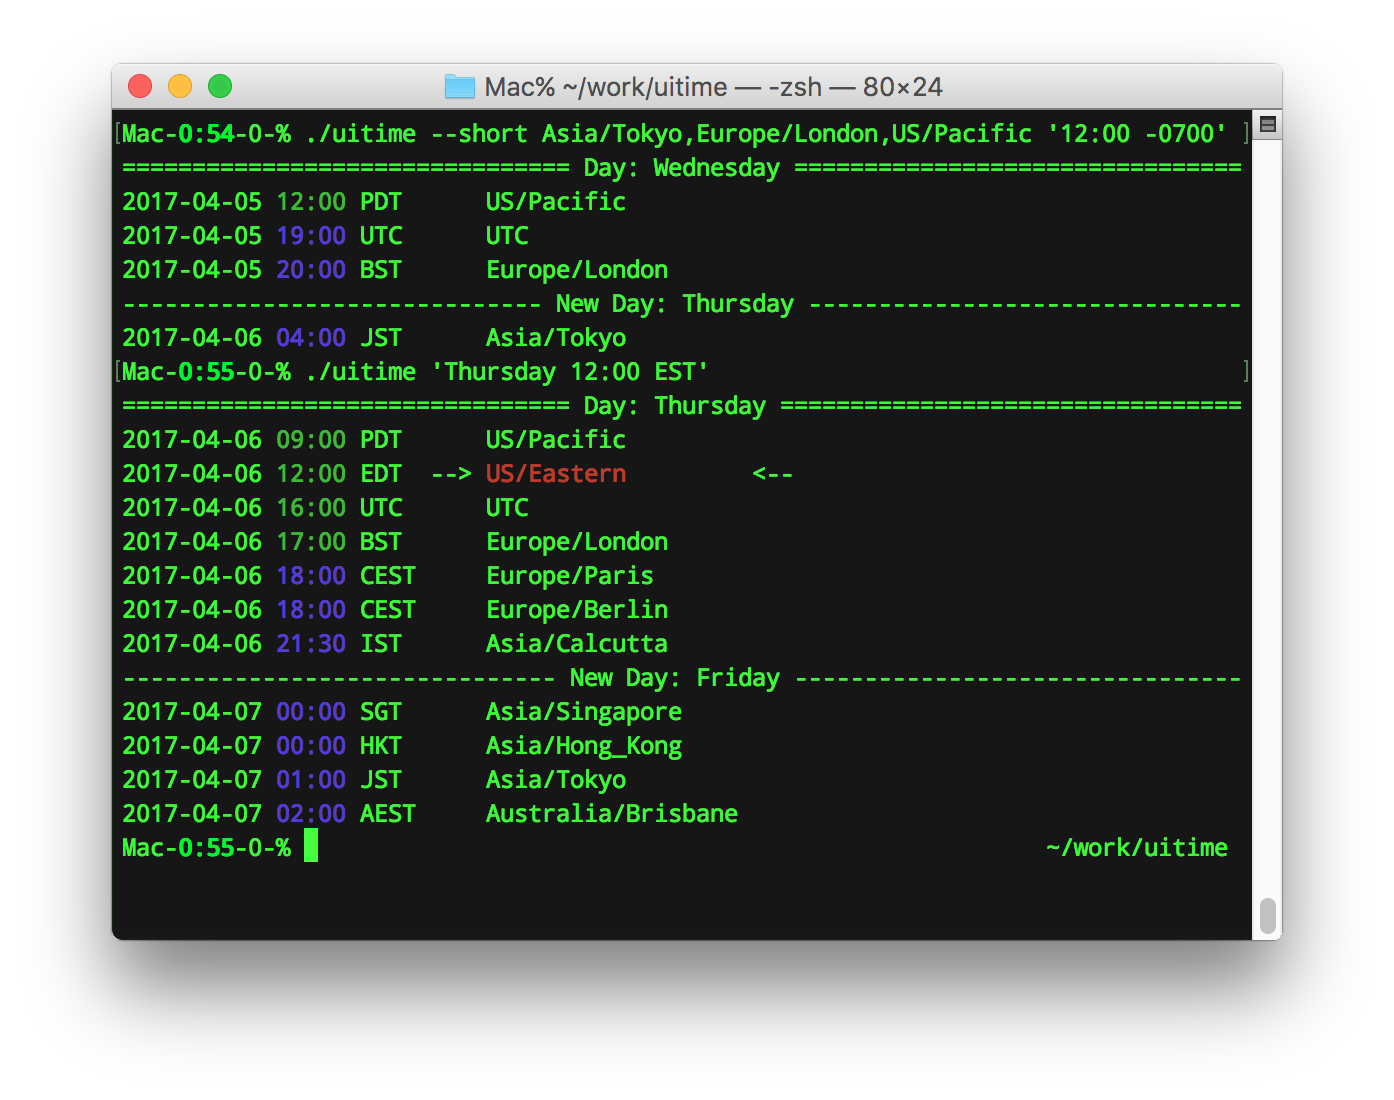 Mac% ~/work/uitime — -zsh — 80×24
[Mac-0:54-0-% ./uitime --short Asia/Tokyo,Europe/London,US/Pacific '12:00 -0700' ]
================================ Day: Wednesday ================================
2017-04-05 12:00 PDT      US/Pacific
2017-04-05 19:00 UTC      UTC
2017-04-05 20:00 BST      Europe/London
------------------------------ New Day: Thursday -------------------------------
2017-04-06 04:00 JST      Asia/Tokyo
[Mac-0:55-0-% ./uitime 'Thursday 12:00 EST' ]
================================ Day: Thursday =================================
2017-04-06 09:00 PDT      US/Pacific
2017-04-06 12:00 EDT  --> US/Eastern         <--
2017-04-06 16:00 UTC      UTC
2017-04-06 17:00 BST      Europe/London
2017-04-06 18:00 CEST     Europe/Paris
2017-04-06 18:00 CEST     Europe/Berlin
2017-04-06 21:30 IST      Asia/Calcutta
------------------------------- New Day: Friday --------------------------------
2017-04-07 00:00 SGT      Asia/Singapore
2017-04-07 00:00 HKT      Asia/Hong_Kong
2017-04-07 01:00 JST      Asia/Tokyo
2017-04-07 02:00 AEST     Australia/Brisbane
Mac-0:55-0-% ~/work/uitime